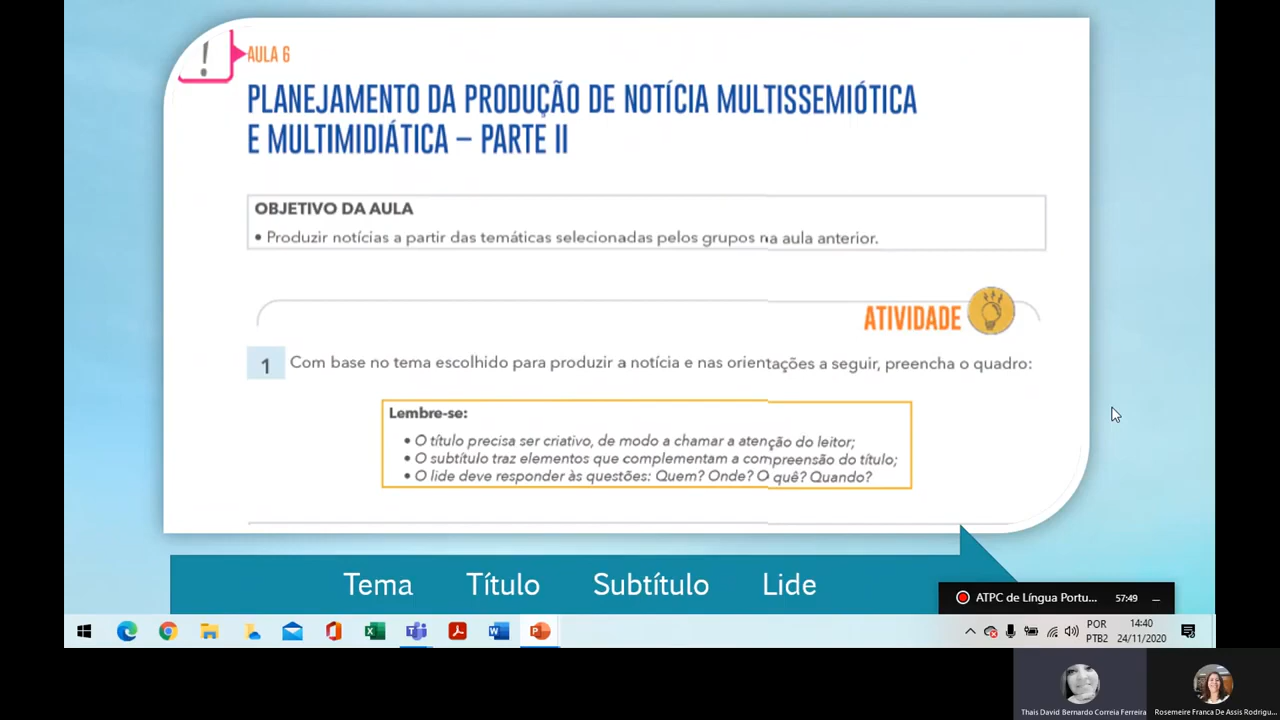 AULA 6
PLANEJAMENTO DA PRODUÇÃO DE NOTÍCIA MULTISSEMIÓTICA
E MULTIMIDIÁTICA – PARTE II
OBJETIVO DA AULA
• Produzir notícias a partir das temáticas selecionadas pelos grupos na aula anterior.
ATIVIDADE
1 Com base no tema escolhido para produzir a notícia e nas orientações a seguir, preencha o quadro:
Lembre-se:
• O título precisa ser criativo, de modo a chamar a atenção do leitor;
• O subtítulo traz elementos que complementam a compreensão do título;
• O lide deve responder às questões: Quem? Onde? O quê? Quando?
Tema Título Subtítulo Lide
ATPC de Língua Portu... 57:49
POR 14:40
PTB2 24/11/2020
Thais David Bernardo Correia Ferreira
Rosemeire Franca De Assis Rodrigu...